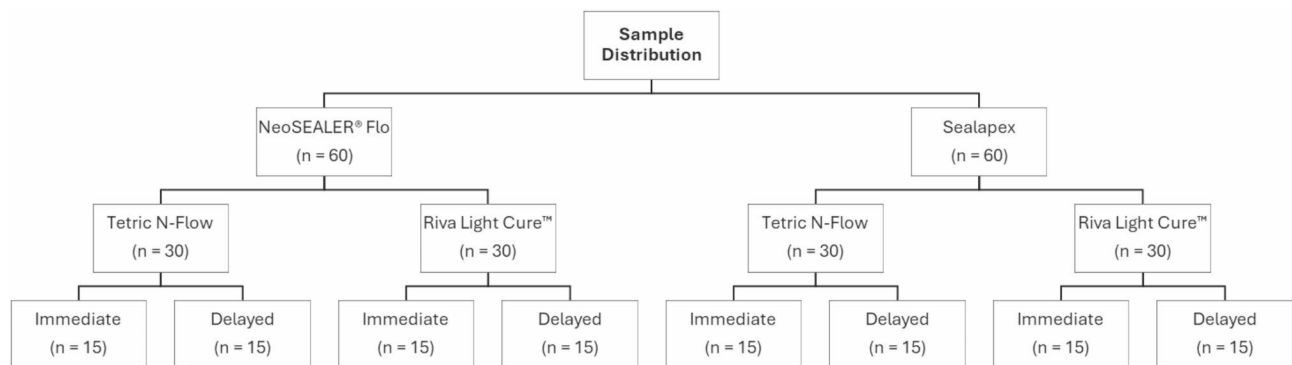 Sample
Distribution
NeoSEALER® Flo
(n = 60)
Sealapex
(n = 60)
Tetric N-Flow
(n = 30)
Riva Light Cure™
(n = 30)
Tetric N-Flow
(n = 30)
Riva Light Cure™
(n = 30)
Immediate
(n = 15)
Delayed
(n = 15)
Immediate
(n = 15)
Delayed
(n = 15)
Immediate
(n = 15)
Delayed
(n = 15)
Immediate
(n = 15)
Delayed
(n = 15)